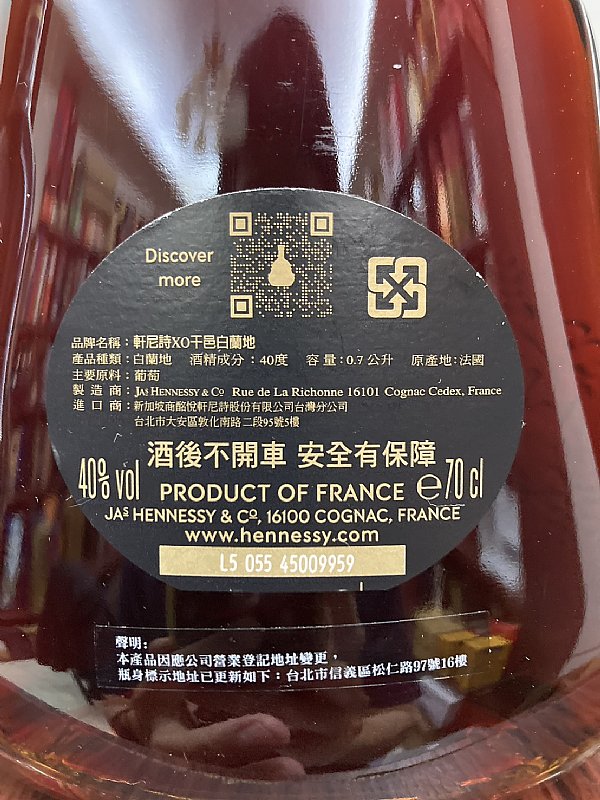 Discover
more
品牌名稱：軒尼詩XO干邑白蘭地
產品種類：白蘭地 酒精成分：40度 容量：0.7公升 原產地：法國
主要原料：葡萄
製造商：JAS HENNESSY & CO Rue de La Richonne 16101 Cognac Cedex, France
進口商：新加坡商酩悅軒尼詩股份有限公司台灣分公司
台北市大安區敦化南路二段95號5樓
酒後不開車 安全有保障
40% vol PRODUCT OF FRANCE e 70 cl
JAS HENNESSY & CO, 16100 COGNAC, FRANCE
www.hennessy.com
L5 055 45009959
聲明：
本產品因應公司營業登記地址變更，
瓶身標示地址已更新如下：台北市信義區松仁路97號16樓